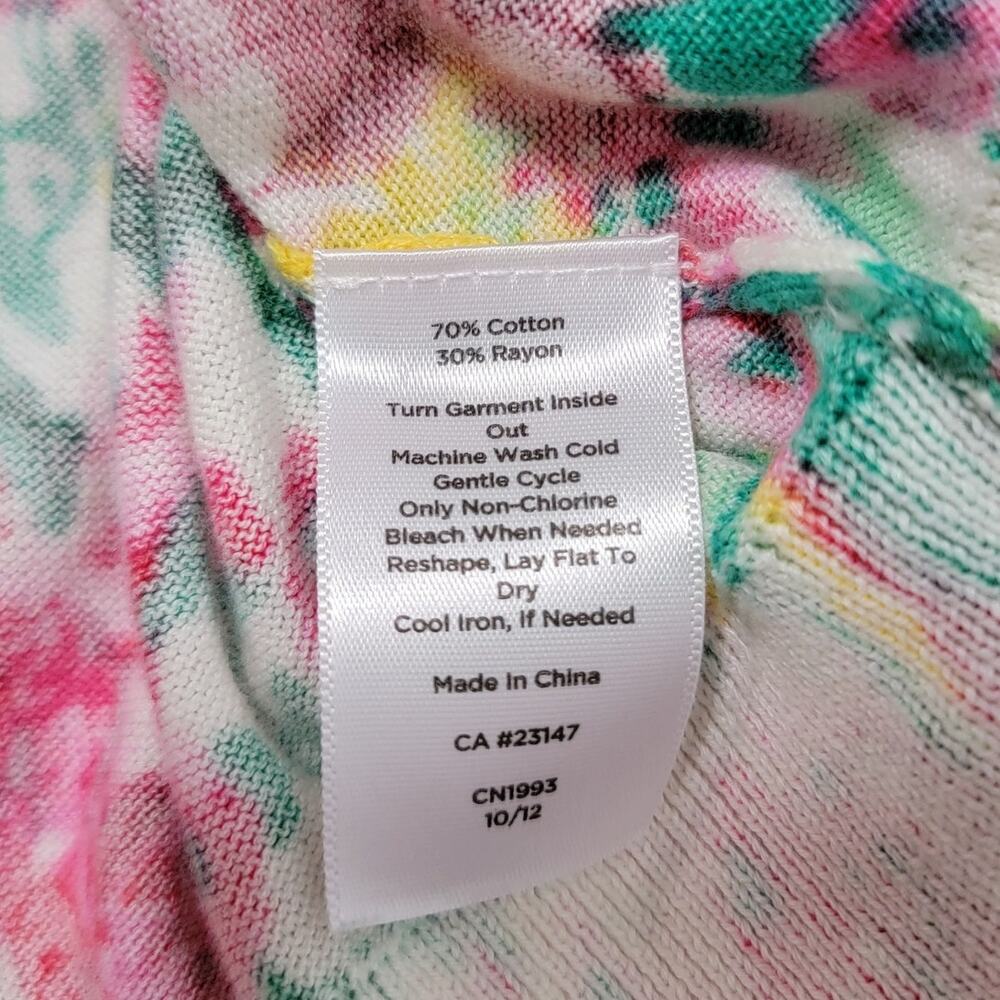 70% Cotton
30% Rayon
Turn Garment Inside
Out
Machine Wash Cold
Gentle Cycle
Only Non-Chlorine
Bleach When Needed
Reshape, Lay Flat To
Dry
Cool Iron, If Needed
Made In China
CA #23147
CN1993
10/12